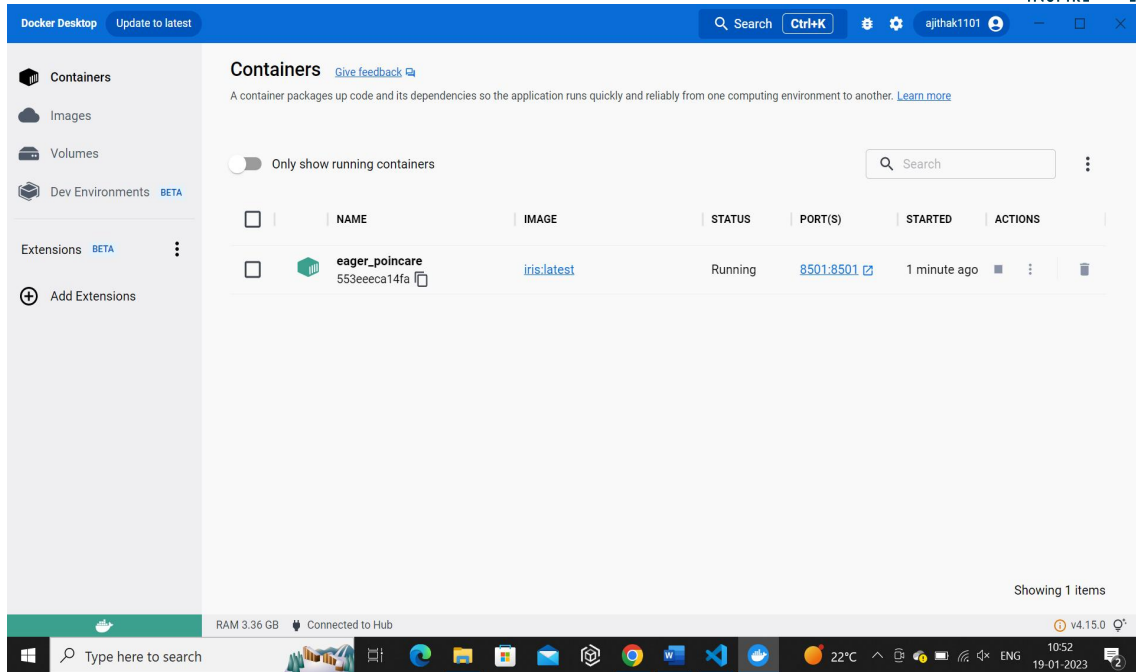 Docker Desktop Update to latest Search Ctrl+K ajithak1101
Containers
Images
Volumes
Dev Environments BETA
Extensions BETA
Add Extensions
Containers Give feedback
A container packages up code and its dependencies so the application runs quickly and reliably from one computing environment to another. Learn more
Only show running containers Search
NAME IMAGE STATUS PORT(S) STARTED ACTIONS
eager_poincare iris:latest Running 8501:8501 1 minute ago
553eeeca14fa
Showing 1 items
RAM 3.36 GB Connected to Hub v4.15.0
Type here to search 22°C ENG 10:52
19-01-2023 2